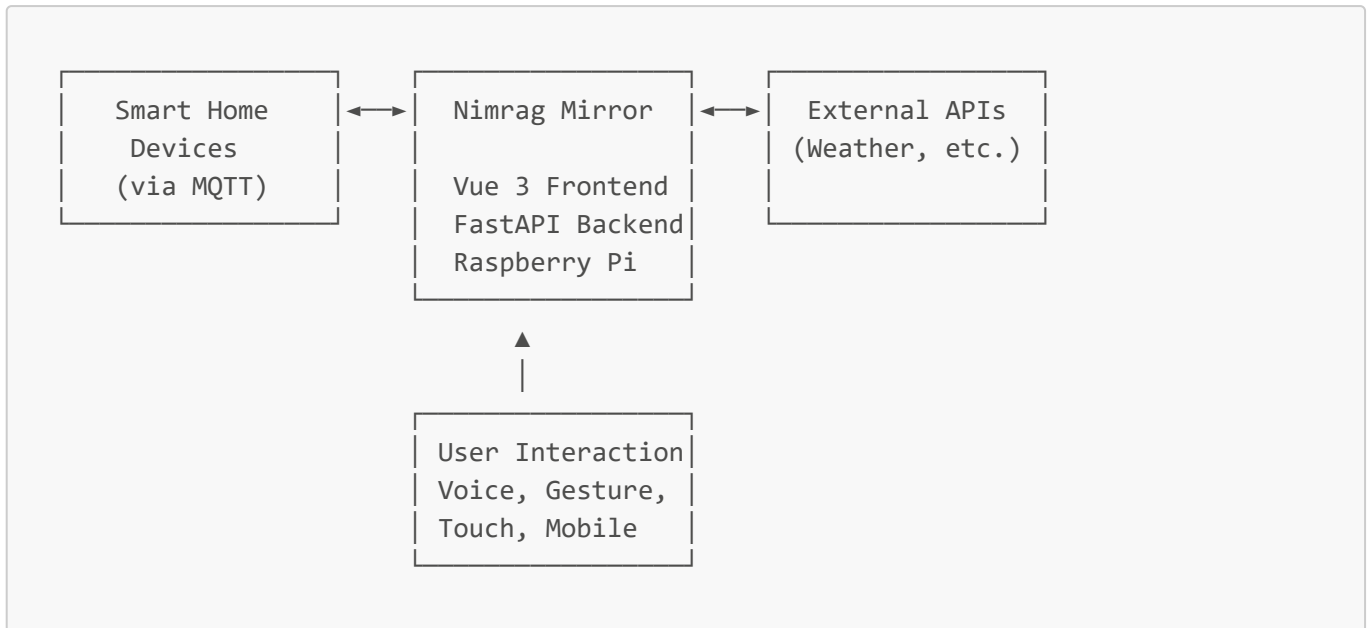 Smart Home
Devices
(via MQTT)
Nimrag Mirror
Vue 3 Frontend
FastAPI Backend
Raspberry Pi
External APIs
(Weather, etc.)
User Interaction
Voice, Gesture,
Touch, Mobile